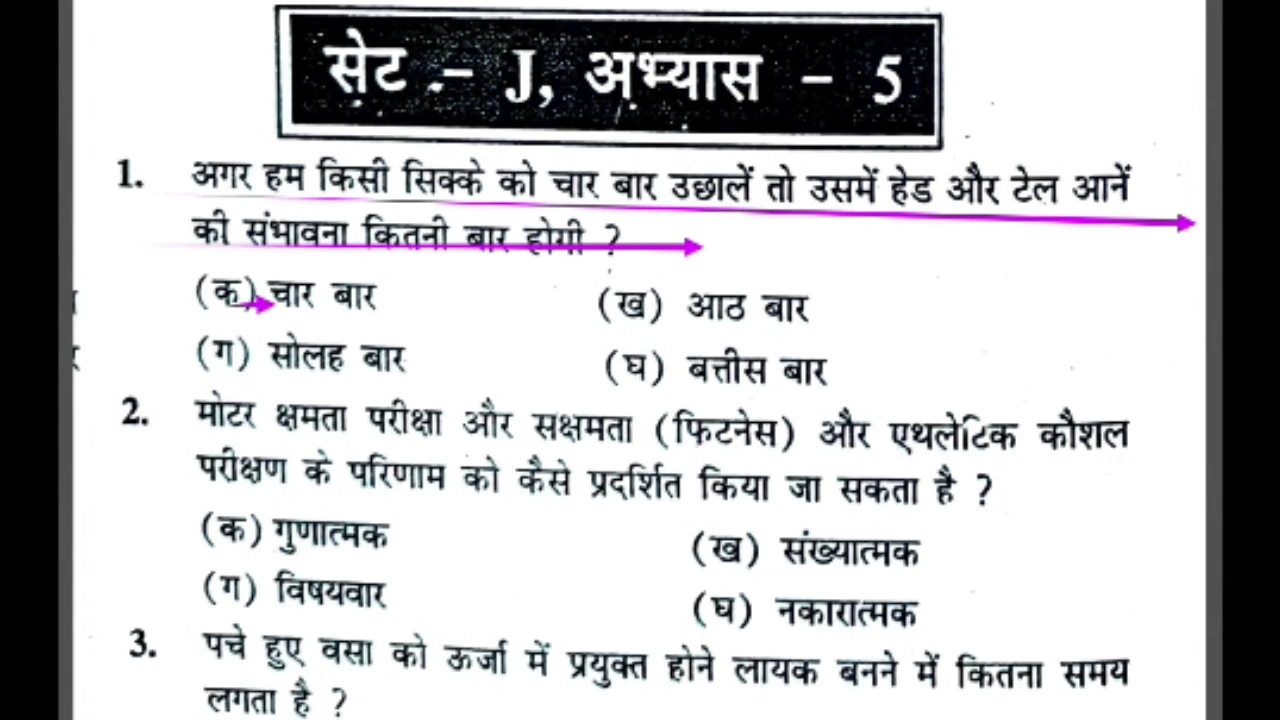 सेट - J, अभ्यास - 5
1. अगर हम किसी सिक्के को चार बार उछालें तो उसमें हेड और टेल आनें
की संभावना कितनी बार होगी ?
(क) चार बार (ख) आठ बार
(ग) सोलह बार (घ) बत्तीस बार
2. मोटर क्षमता परीक्षा और सक्षमता (फिटनेस) और एथलेटिक कौशल
परीक्षण के परिणाम को कैसे प्रदर्शित किया जा सकता है ?
(क) गुणात्मक (ख) संख्यात्मक
(ग) विषयवार (घ) नकारात्मक
3. पचे हुए वसा को ऊर्जा में प्रयुक्त होने लायक बनने में कितना समय
लगता है ?